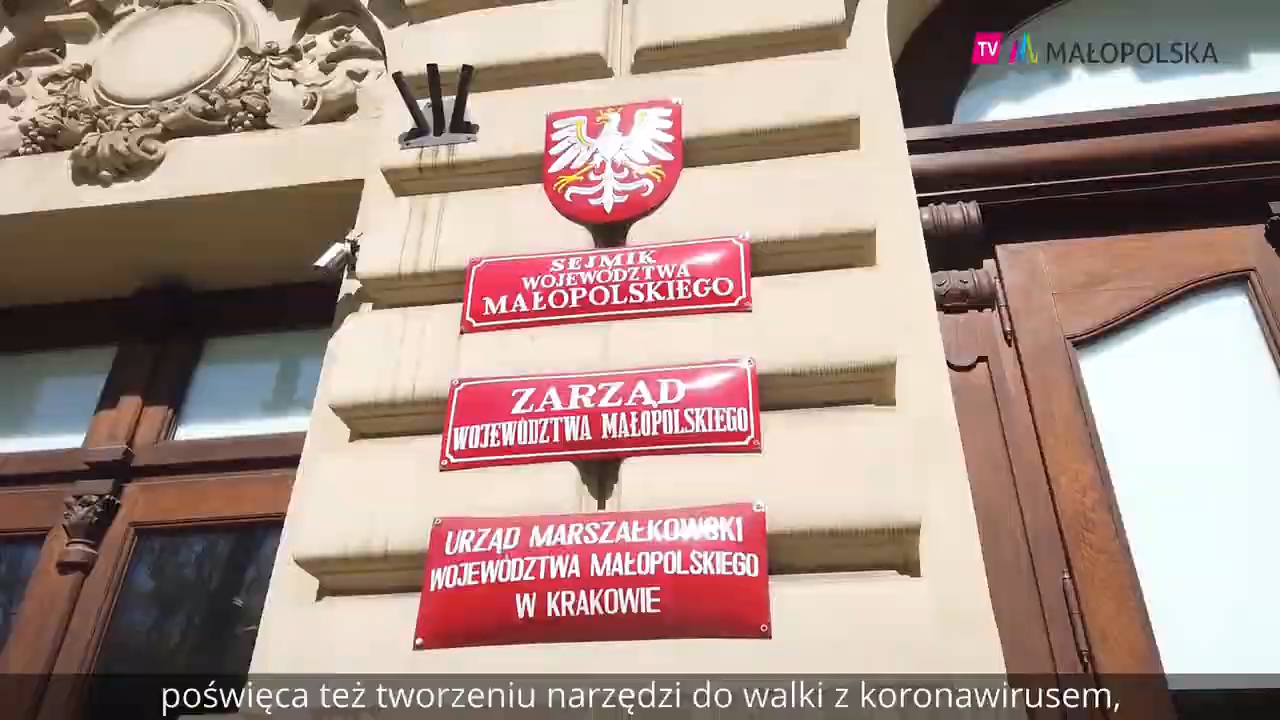 TV MAŁOPOLSKA
SEJMIK
WOJEWÓDZTWA
MAŁOPOLSKIEGO
ZARZĄD
WOJEWÓDZTWA MAŁOPOLSKIEGO
URZĄD MARSZAŁKOWSKI
WOJEWÓDZTWA MAŁOPOLSKIEGO
W KRAKOWIE
poświęca też tworzeniu narzędzi do walki z koronawirusem,